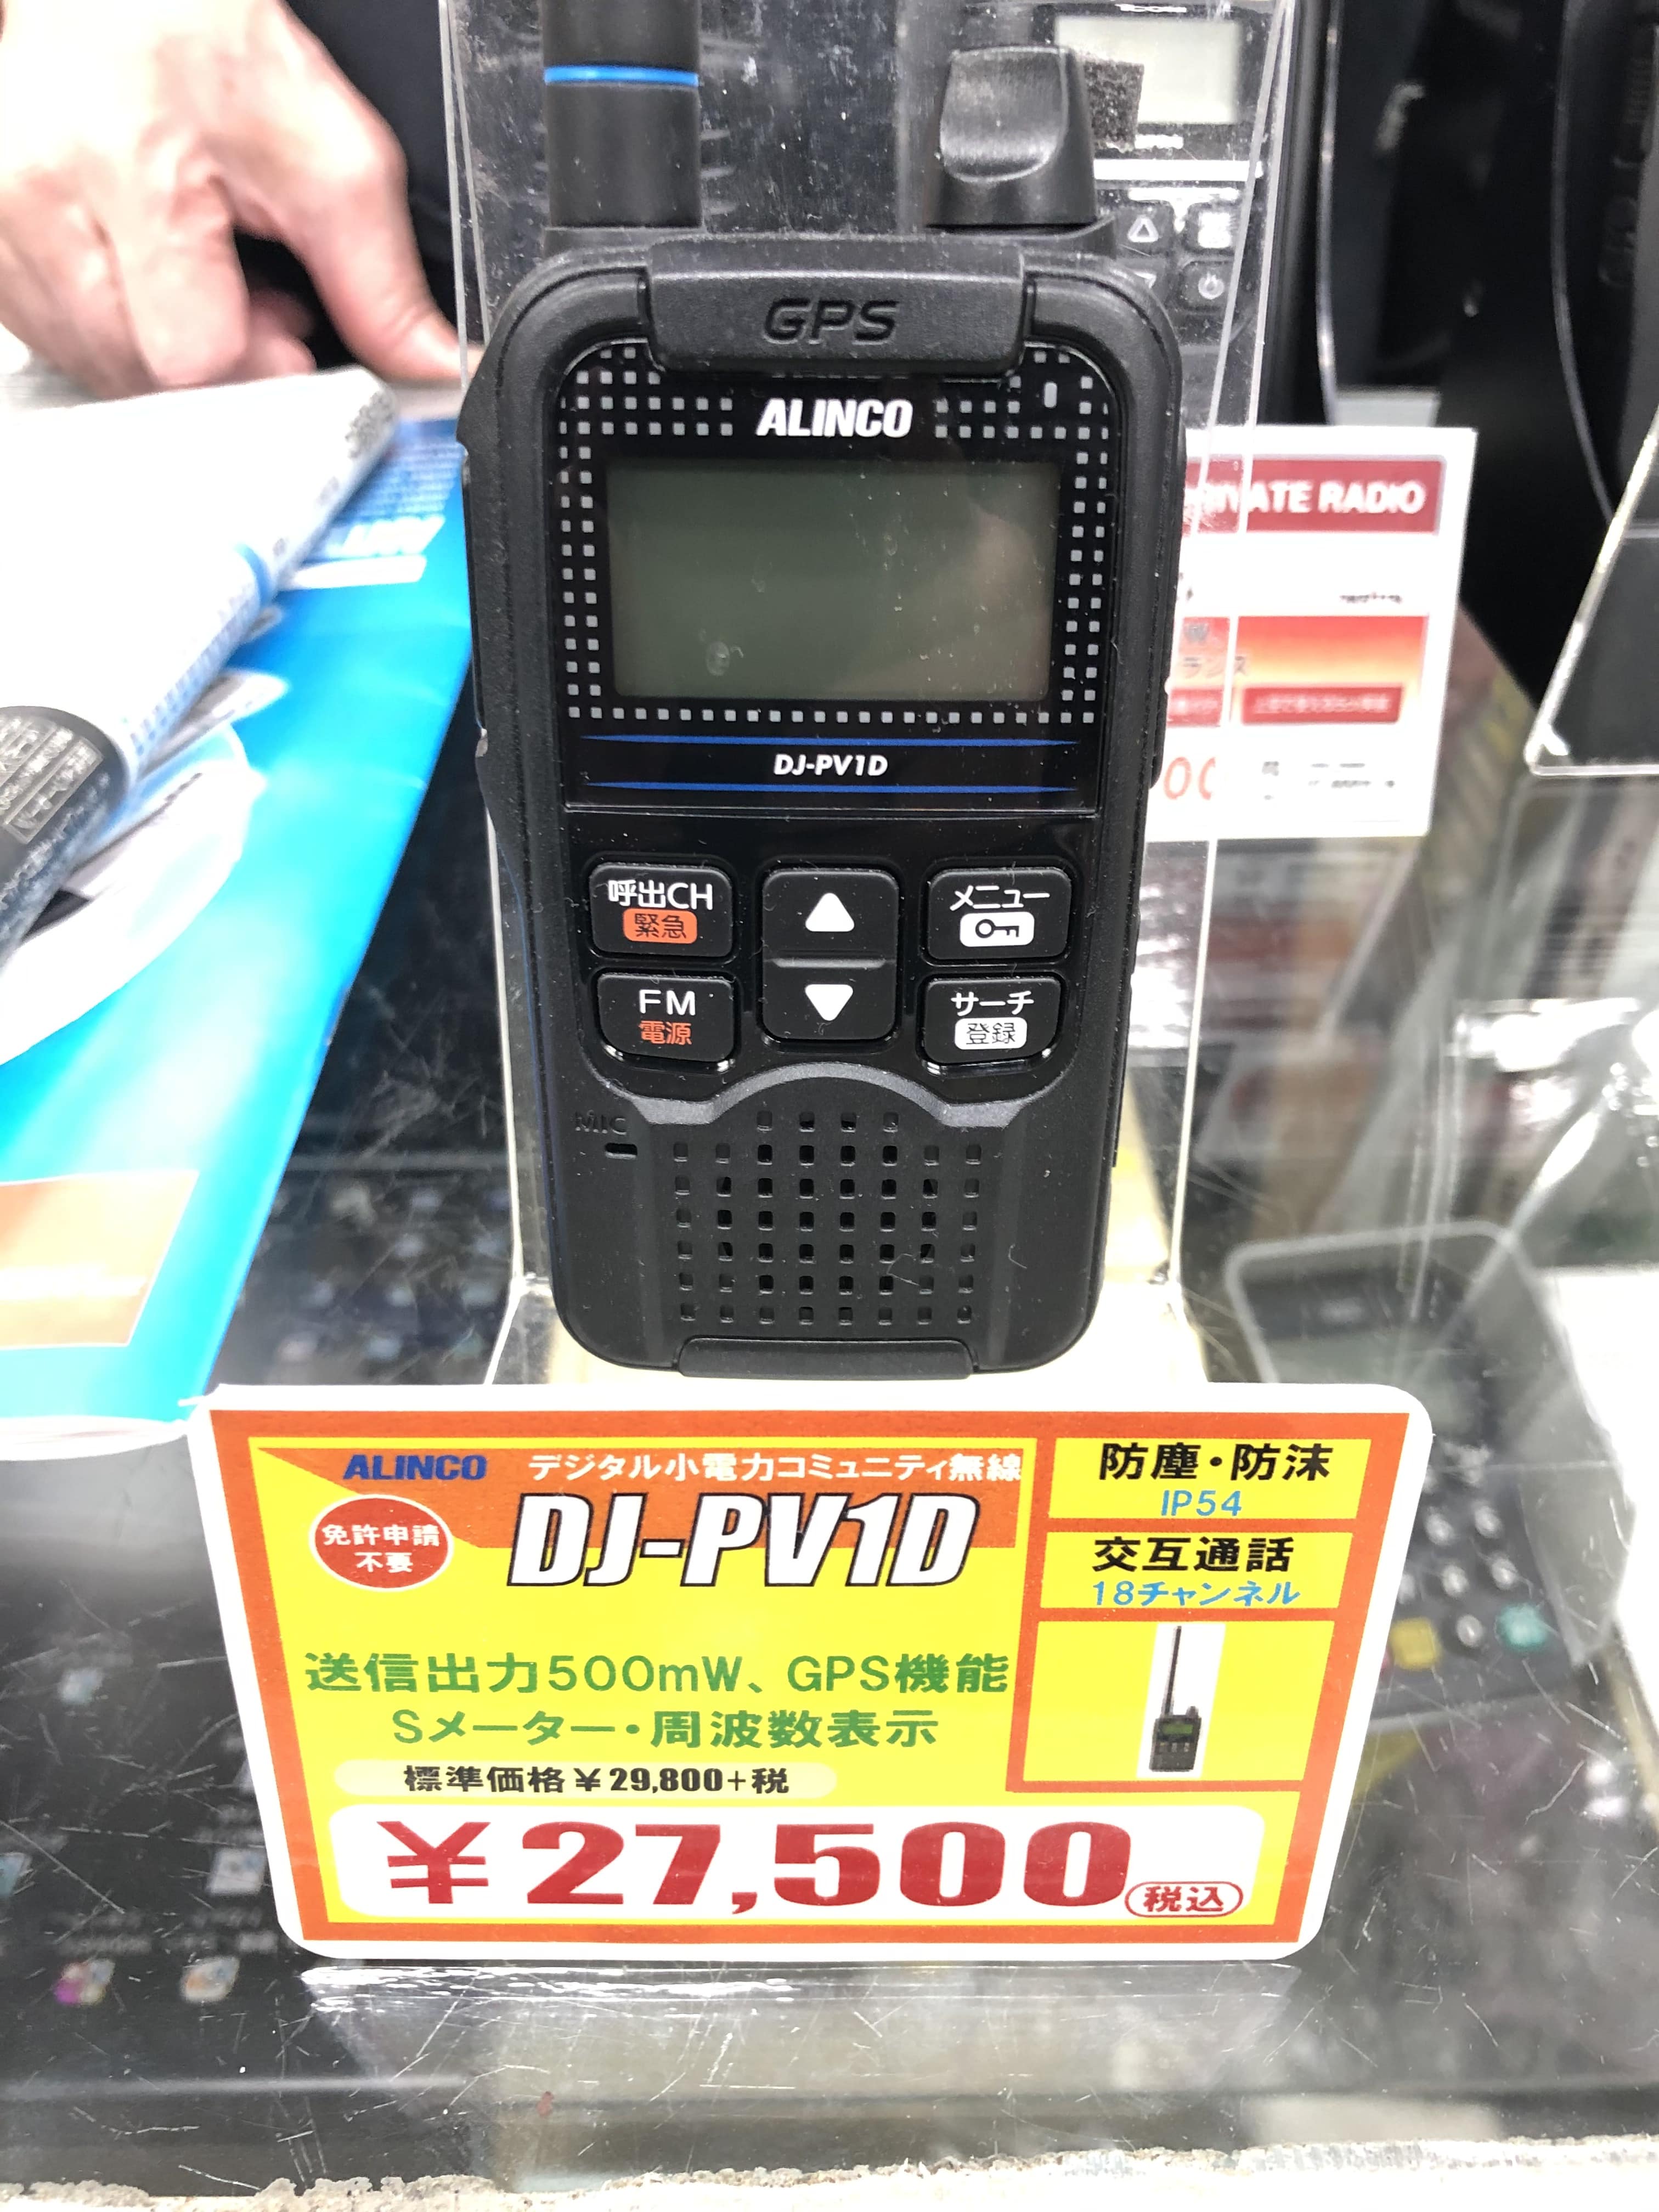 GPS
ALINCO
DJ-PV1D
呼出CH
緊急
メニュー
FM
電源
サーチ
登録
MIC
RIVATE RADIO
ALINCO デジタル小電力コミュニティ無線
免許申請
不要
DJ-PV1D
送信出力500mW、GPS機能
Sメーター・周波数表示
標準価格¥29,800+税
¥27,500 税込
防塵・防沫
IP54
交互通話
18チャンネル